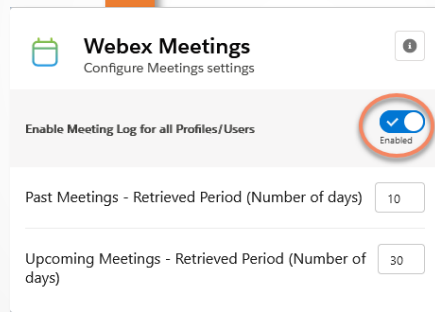 Webex Meetings
Configure Meetings settings
Enable Meeting Log for all Profiles/Users
Enabled
Past Meetings - Retrieved Period (Number of days)
10
Upcoming Meetings - Retrieved Period (Number of
days)
30